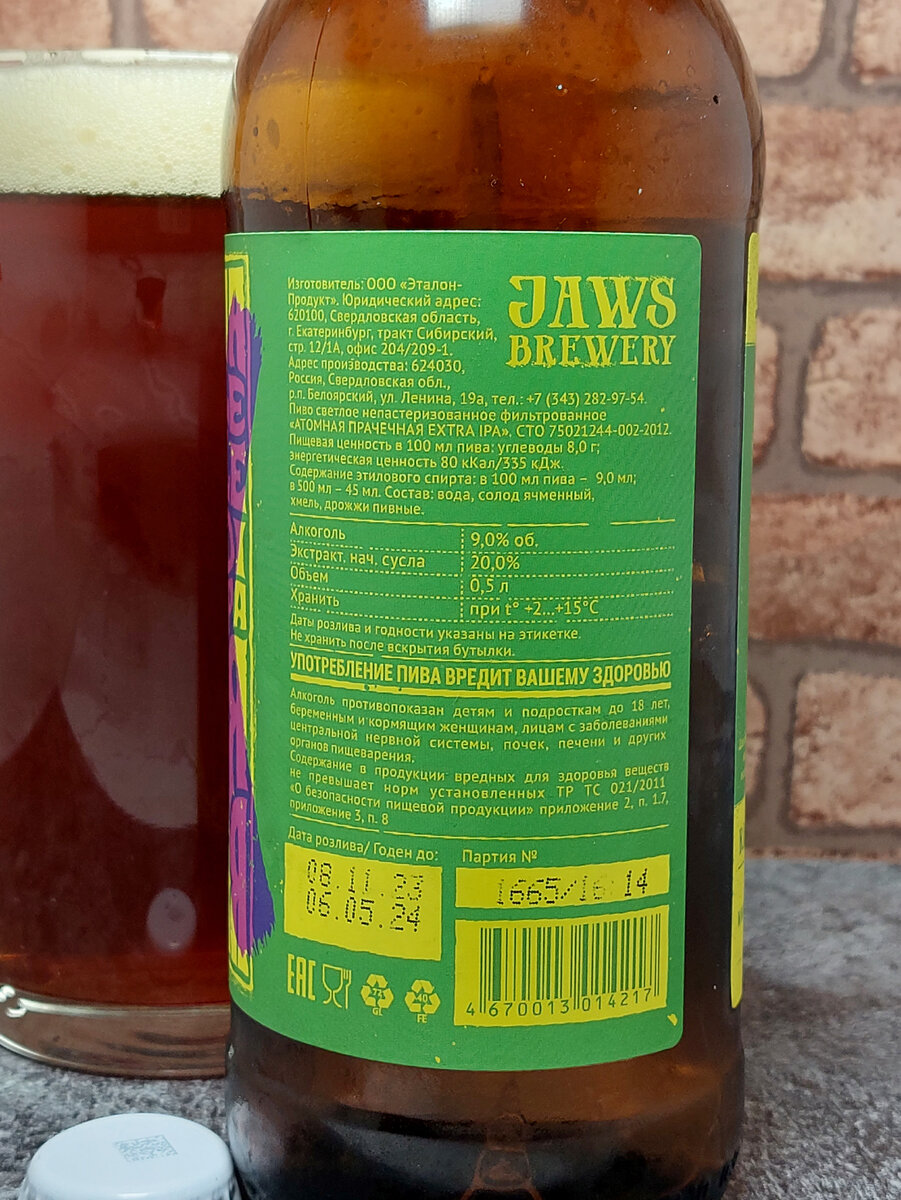 Изготовитель: ООО «Эталон-
Продукт». Юридический адрес:
620100, Свердловская область,
г. Екатеринбург, тракт Сибирский,
стр. 12/1А, офис 204/209-1.
Адрес производства: 624030,
Россия, Свердловская обл.,
р.п. Белоярский, ул. Ленина, 19а, тел.: +7 (343) 282-97-54.
JAWS
BREWERY
Пиво светлое непастеризованное фильтрованное
«АТОМНАЯ ПРАЧЕЧНАЯ EXTRA IPA», СТО 75021244-002-2012.
Пищевая ценность в 100 мл пива: углеводы 8,0 г;
энергетическая ценность 80 кКал/335 кДж.
Содержание этилового спирта: в 100 мл пива – 9,0 мл;
в 500 мл – 45 мл. Состав: вода, солод ячменный,
хмель, дрожжи пивные.
Алкоголь 9,0% об.
Экстракт. нач. сусла 20,0%
Объем 0,5 л
Хранить при t° +2...+15°C
Даты розлива и годности указаны на этикетке.
Не хранить после вскрытия бутылки.
УПОТРЕБЛЕНИЕ ПИВА ВРЕДИТ ВАШЕМУ ЗДОРОВЬЮ
Алкоголь противопоказан детям и подросткам до 18 лет,
беременным и кормящим женщинам, лицам с заболеваниями
центральной нервной системы, почек, печени и других
органов пищеварения.
Содержание в продукции вредных для здоровья веществ
не превышает норм установленных ТР ТС 021/2011
«О безопасности пищевой продукции» приложение 2, п. 1.7,
приложение 3, п. 8
Дата розлива/ Годен до:
08.11.23
06.05.24
Партия №
1665/16 14
EAC
GL
40
FE
4 670013 014217